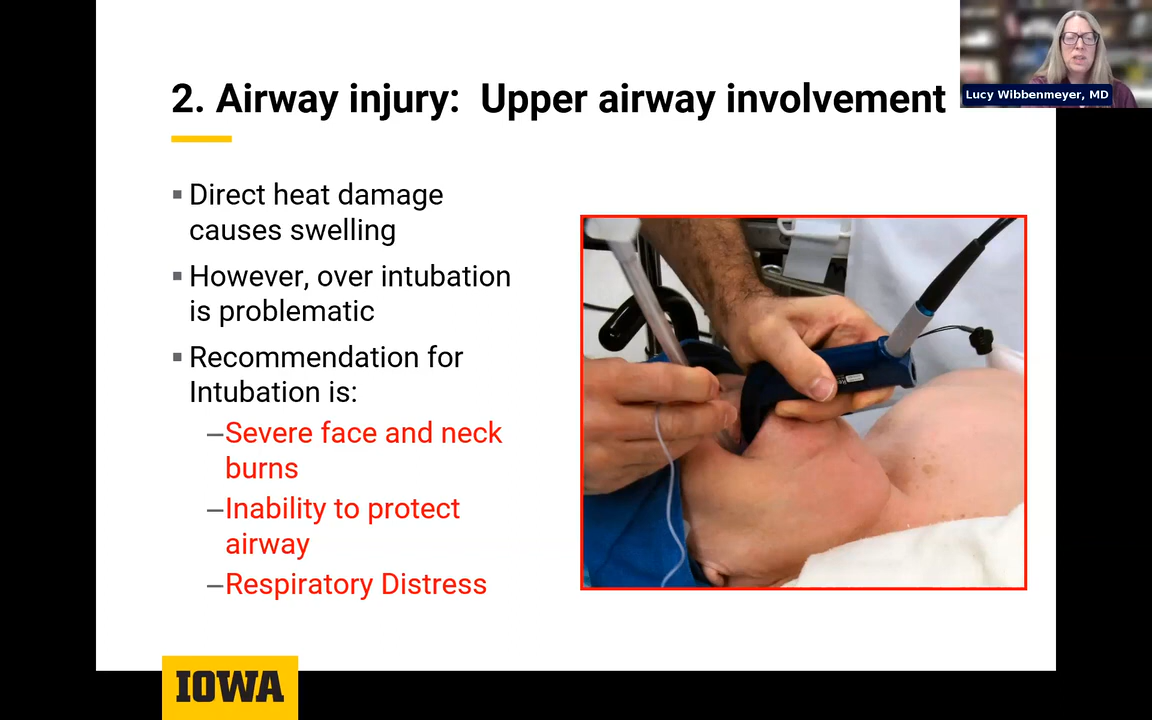 2. Airway injury:  Upper airway involvement
Lucy Wibbenmeyer, MD
▪ Direct heat damage
causes swelling
▪ However, over intubation
is problematic
▪ Recommendation for
Intubation is:
–Severe face and neck
burns
–Inability to protect
airway
–Respiratory Distress
IOWA